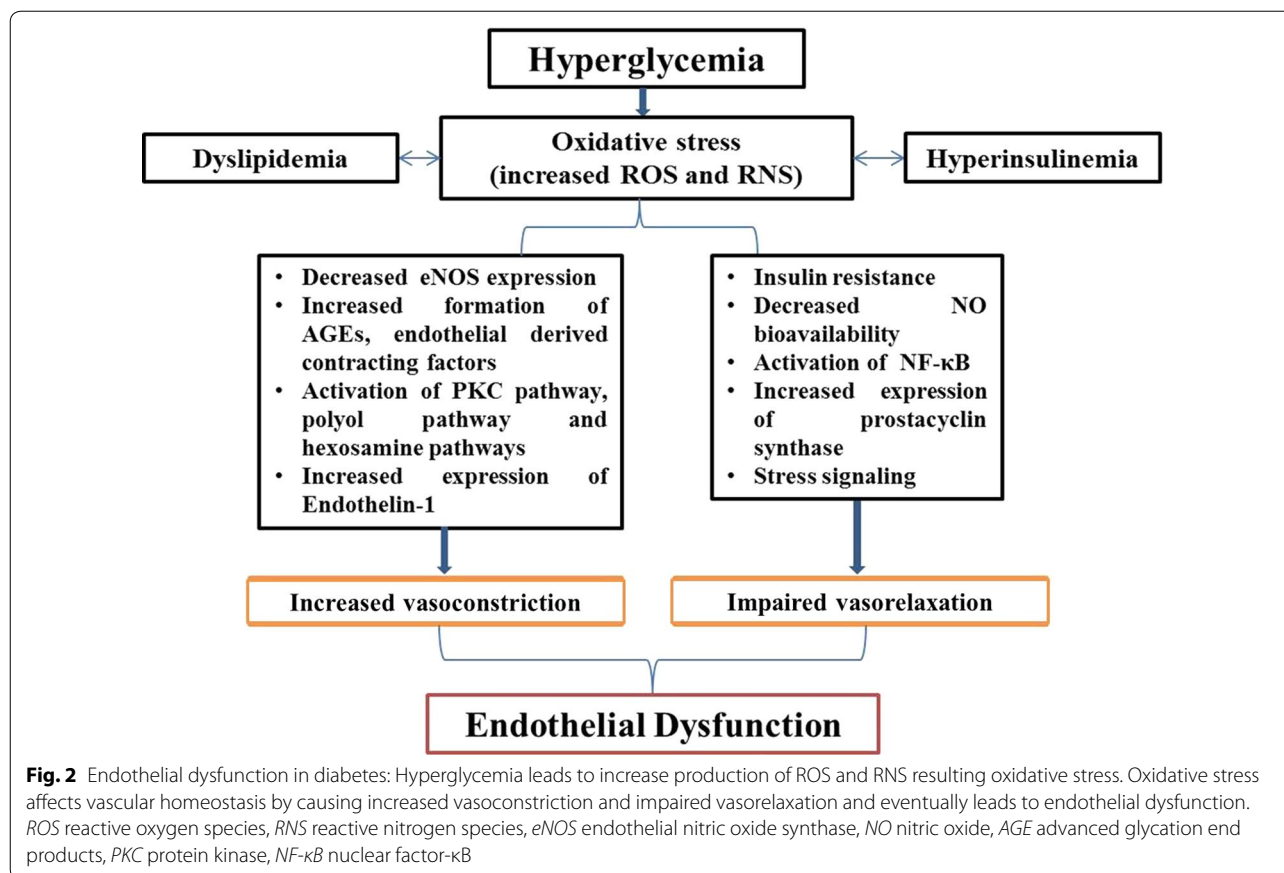 Hyperglycemia
Oxidative stress
(increased ROS and RNS)
Dyslipidemia
Hyperinsulinemia
• Decreased eNOS expression
• Increased formation of
AGEs, endothelial derived
contracting factors
• Activation of PKC pathway,
polyol pathway and
hexosamine pathways
• Increased expression of
Endothelin-1
• Insulin resistance
• Decreased NO
bioavailability
• Activation of NF-κB
• Increased expression
of prostacyclin
synthase
• Stress signaling
Increased vasoconstriction
Impaired vasorelaxation
Endothelial Dysfunction
Fig. 2 Endothelial dysfunction in diabetes: Hyperglycemia leads to increase production of ROS and RNS resulting oxidative stress. Oxidative stress
affects vascular homeostasis by causing increased vasoconstriction and impaired vasorelaxation and eventually leads to endothelial dysfunction.
ROS reactive oxygen species, RNS reactive nitrogen species, eNOS endothelial nitric oxide synthase, NO nitric oxide, AGE advanced glycation end
products, PKC protein kinase, NF-κB nuclear factor-κB